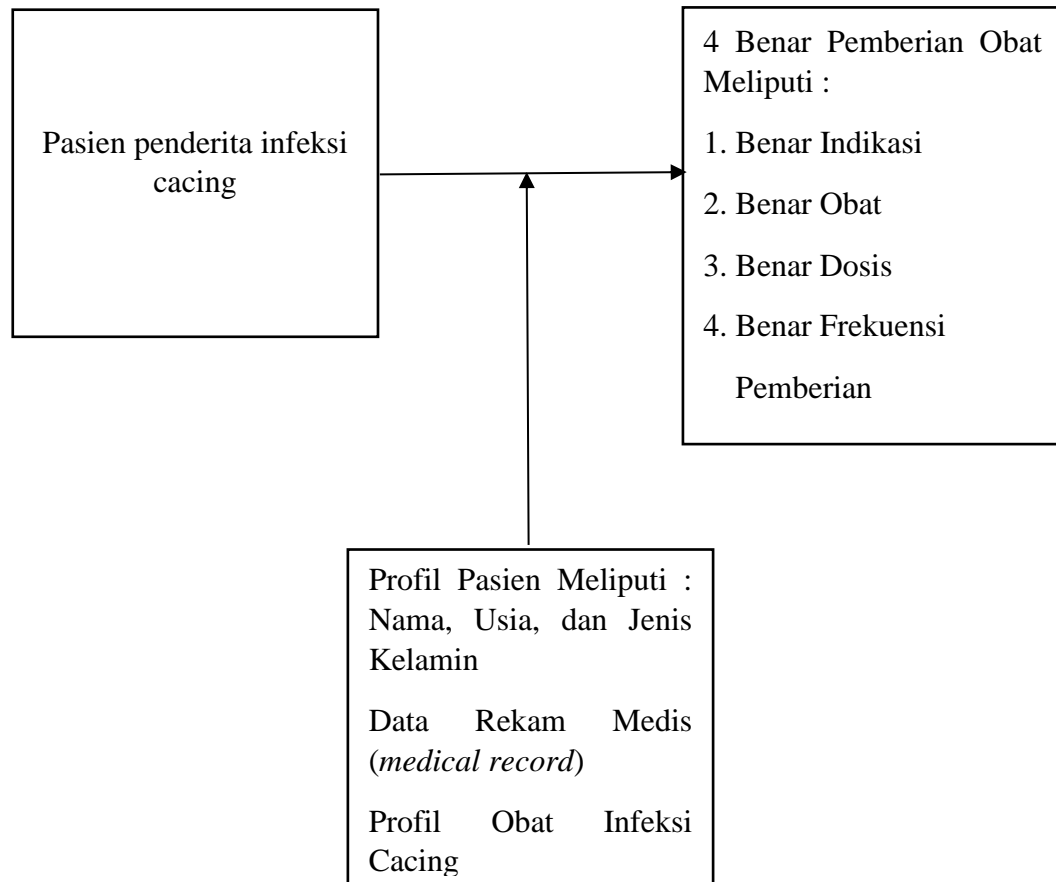 Pasien penderita infeksi
cacing
4 Benar Pemberian Obat
Meliputi :
1. Benar Indikasi
2. Benar Obat
3. Benar Dosis
4. Benar Frekuensi
Pemberian
Profil Pasien Meliputi :
Nama, Usia, dan Jenis
Kelamin
Data Rekam Medis
(medical record)
Profil Obat Infeksi
Cacing